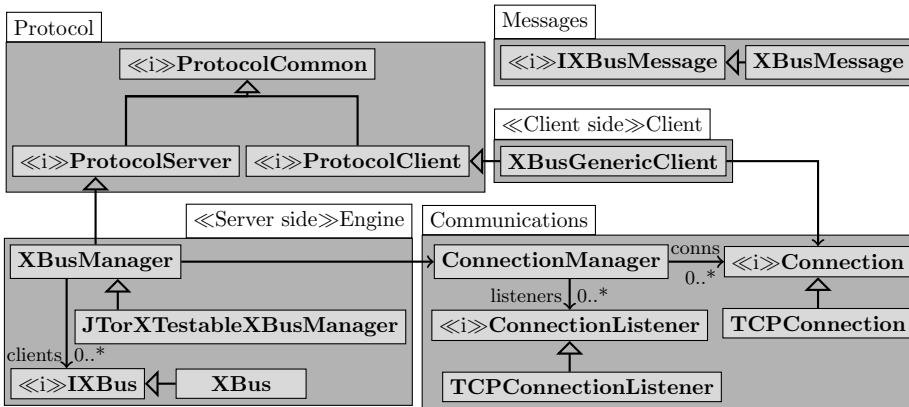 Protocol
Messages
≪i≫ProtocolCommon
≪i≫IXBusMessage
XBusMessage
≪Client side≫Client
≪i≫ProtocolServer
≪i≫ProtocolClient
XBusGenericClient
≪Server side≫Engine
Communications
XBusManager
ConnectionManager
conns
0..*
≪i≫Connection
listeners
0..*
JTorXTestableXBusManager
≪i≫ConnectionListener
TCPConnection
clients
0..*
≪i≫IXBus
XBus
TCPConnectionListener